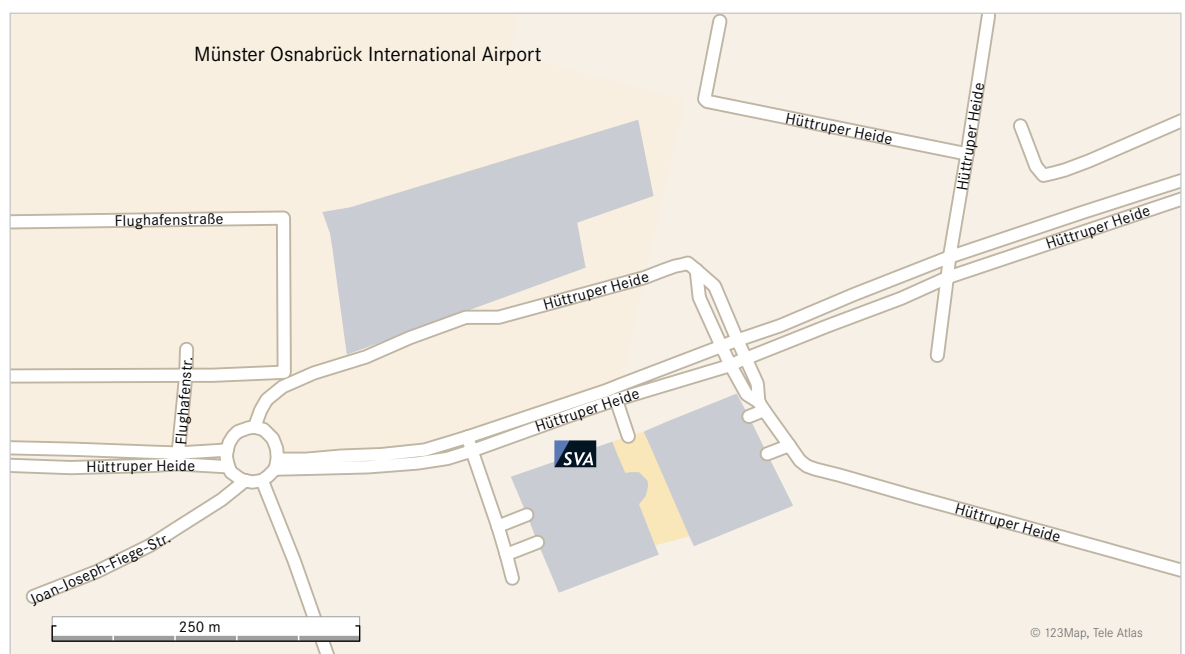 Münster Osnabrück International Airport
Hüttruper Heide
Hüttruper Heide
Flughafenstraße
Hüttruper Heide
Hüttruper Heide
Flughafenstr.
Hüttruper Heide
SVA
Hüttruper Heide
Hüttruper Heide
Joan-Joseph-Fiege-Str.
250 m
© 123Map, Tele Atlas